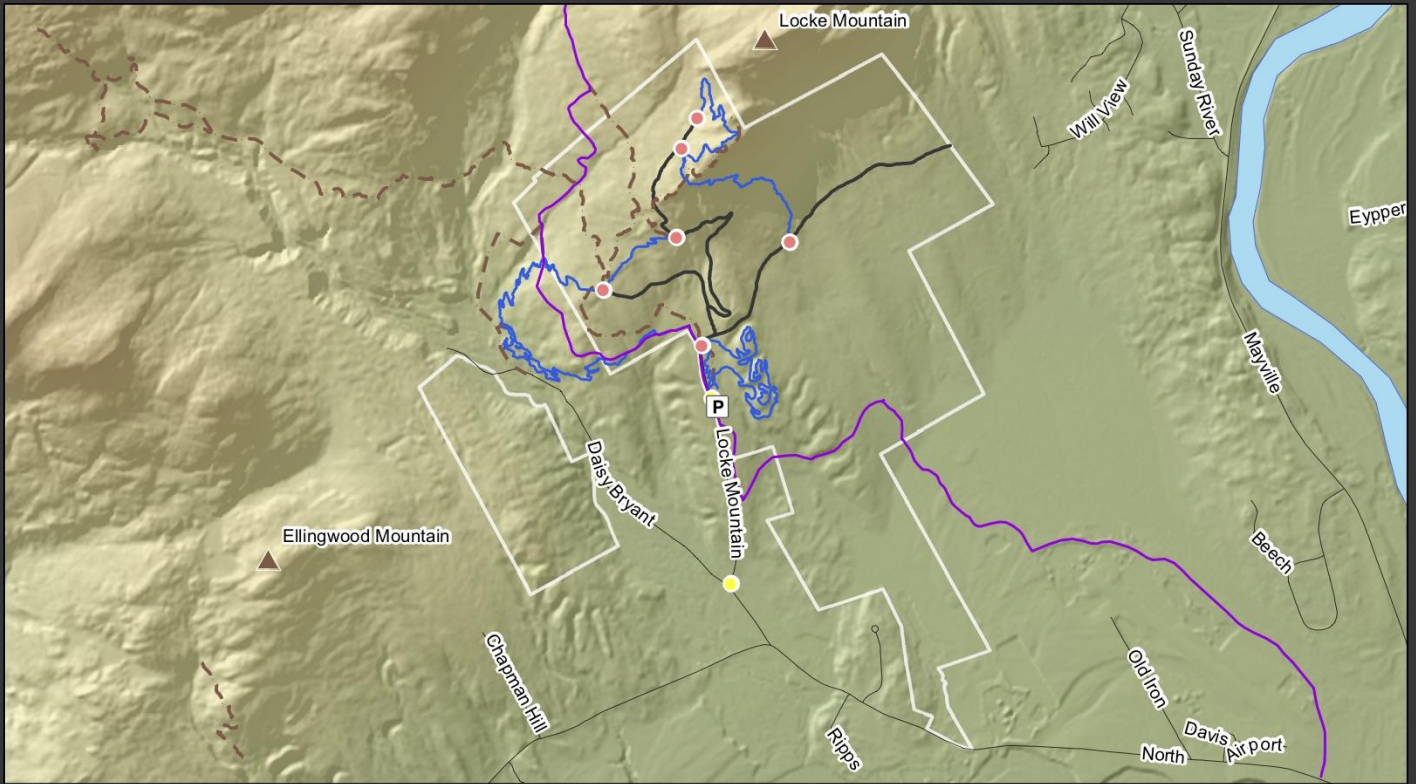 Locke Mountain
Sunday River
Will View
Eypper
Mayville
Daisy Bryant
Locke Mountain
P
Ellingwood Mountain
Beech
Chapman Hill
Old Iron
Ripps
Davis
Airport
North